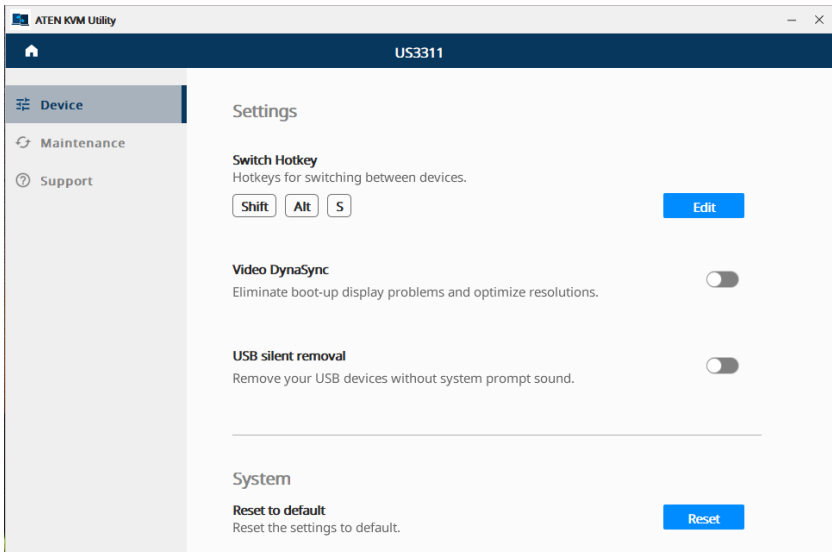 ATEN KVM Utility
US3311
Device
Maintenance
Support
Settings
Switch Hotkey
Hotkeys for switching between devices.
Shift Alt S
Edit
Video DynaSync
Eliminate boot-up display problems and optimize resolutions.
USB silent removal
Remove your USB devices without system prompt sound.
System
Reset to default
Reset the settings to default.
Reset